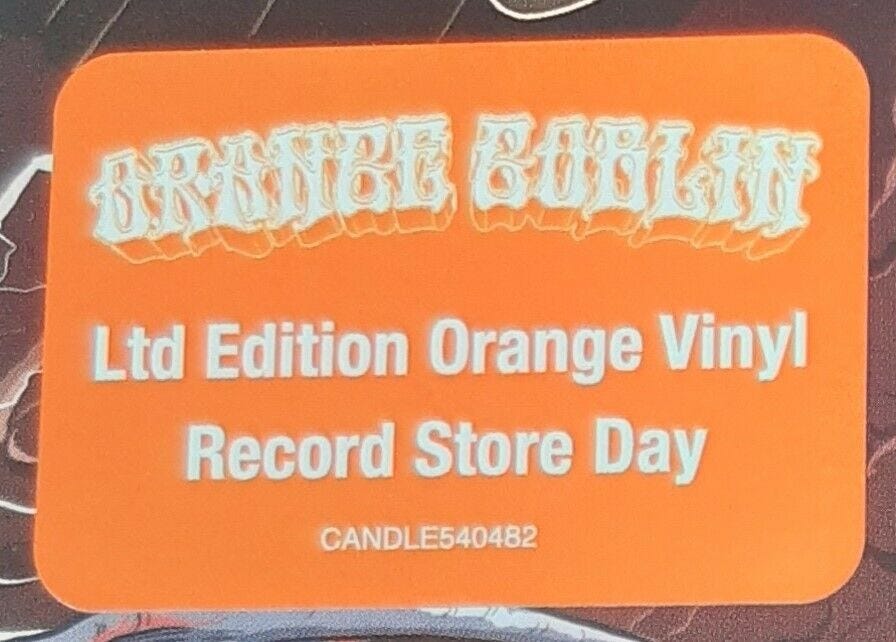 ORANGE GOBLIN
Ltd Edition Orange Vinyl
Record Store Day
CANDLE540482